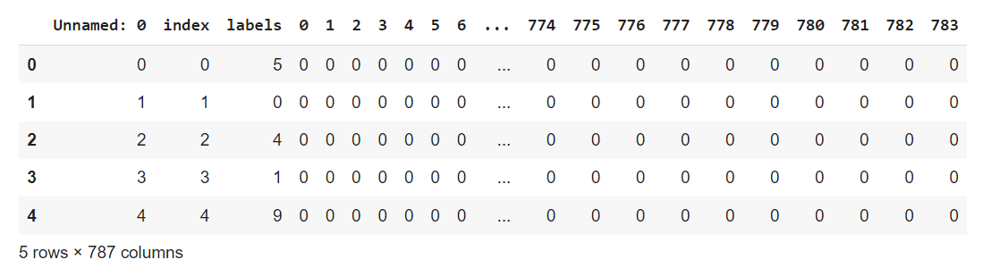 Unnamed: 0 index labels 0 1 2 3 4 5 6 ... 774 775 776 777 778 779 780 781 782 783
0 0 0 5 0 0 0 0 0 0 0 ... 0 0 0 0 0 0 0 0 0 0
1 1 1 0 0 0 0 0 0 0 0 ... 0 0 0 0 0 0 0 0 0 0
2 2 2 4 0 0 0 0 0 0 0 ... 0 0 0 0 0 0 0 0 0 0
3 3 3 1 0 0 0 0 0 0 0 ... 0 0 0 0 0 0 0 0 0 0
4 4 4 9 0 0 0 0 0 0 0 ... 0 0 0 0 0 0 0 0 0 0
5 rows × 787 columns